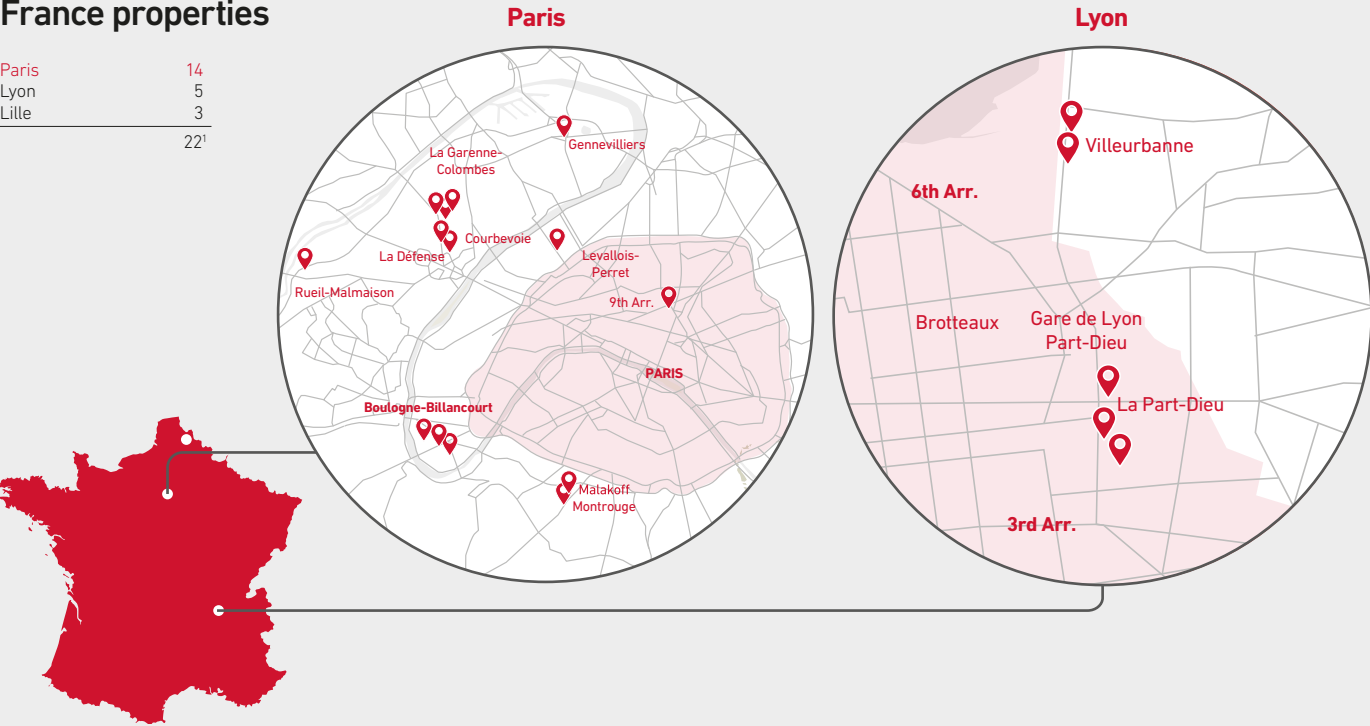 France properties
Paris 14
Lyon 5
Lille 3
22¹
Paris
Gennevilliers
La Garenne-
Colombes
Courbevoie
La Défense
Levallois-
Perret
Rueil-Malmaison
9th Arr.
PARIS
Boulogne-Billancourt
Malakoff
Montrouge
Lyon
Villeurbanne
6th Arr.
Brotteaux
Gare de Lyon
Part-Dieu
La Part-Dieu
3rd Arr.